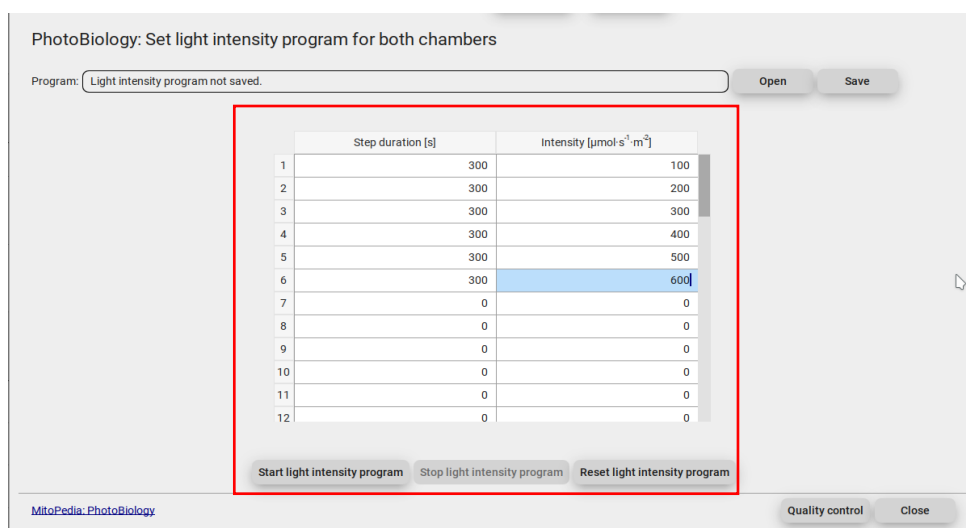 PhotoBiology: Set light intensity program for both chambers
Program: Light intensity program not saved. Open Save
Step duration [s] Intensity [µmol·s⁻¹·m⁻²]
1 300 100
2 300 200
3 300 300
4 300 400
5 300 500
6 300 600
7 0 0
8 0 0
9 0 0
10 0 0
11 0 0
12 0 0
Start light intensity program Stop light intensity program Reset light intensity program
MitoPedia: PhotoBiology Quality control Close